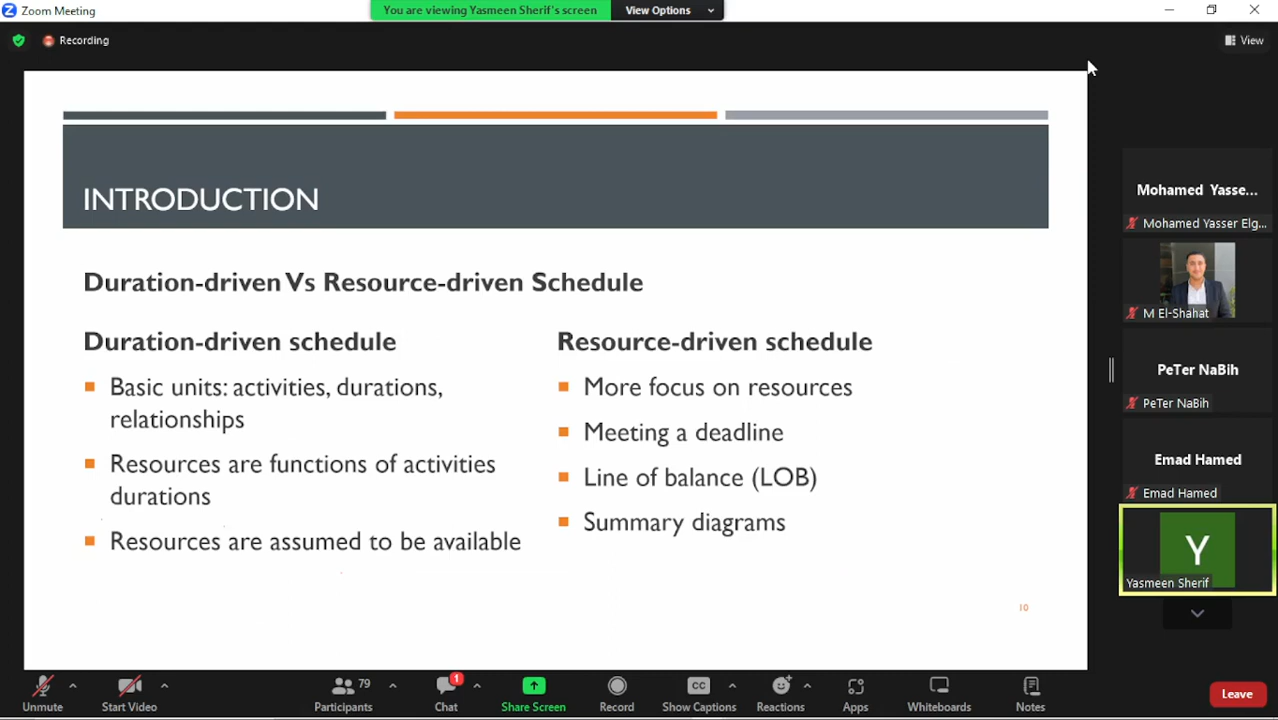 Zoom Meeting
You are viewing Yasmeen Sherif's screen
View Options
Recording
View
INTRODUCTION
Duration-driven Vs Resource-driven Schedule
Duration-driven schedule
Basic units: activities, durations,
relationships
Resources are functions of activities
durations
Resources are assumed to be available
Resource-driven schedule
More focus on resources
Meeting a deadline
Line of balance (LOB)
Summary diagrams
10
Mohamed Yasse...
Mohamed Yasser Elg...
M El-Shahat
PeTer NaBih
PeTer NaBih
Emad Hamed
Emad Hamed
Y
Yasmeen Sherif
Unmute
Start Video
79
Participants
1
Chat
Share Screen
Record
CC
Show Captions
Reactions
Apps
Whiteboards
Notes
Leave